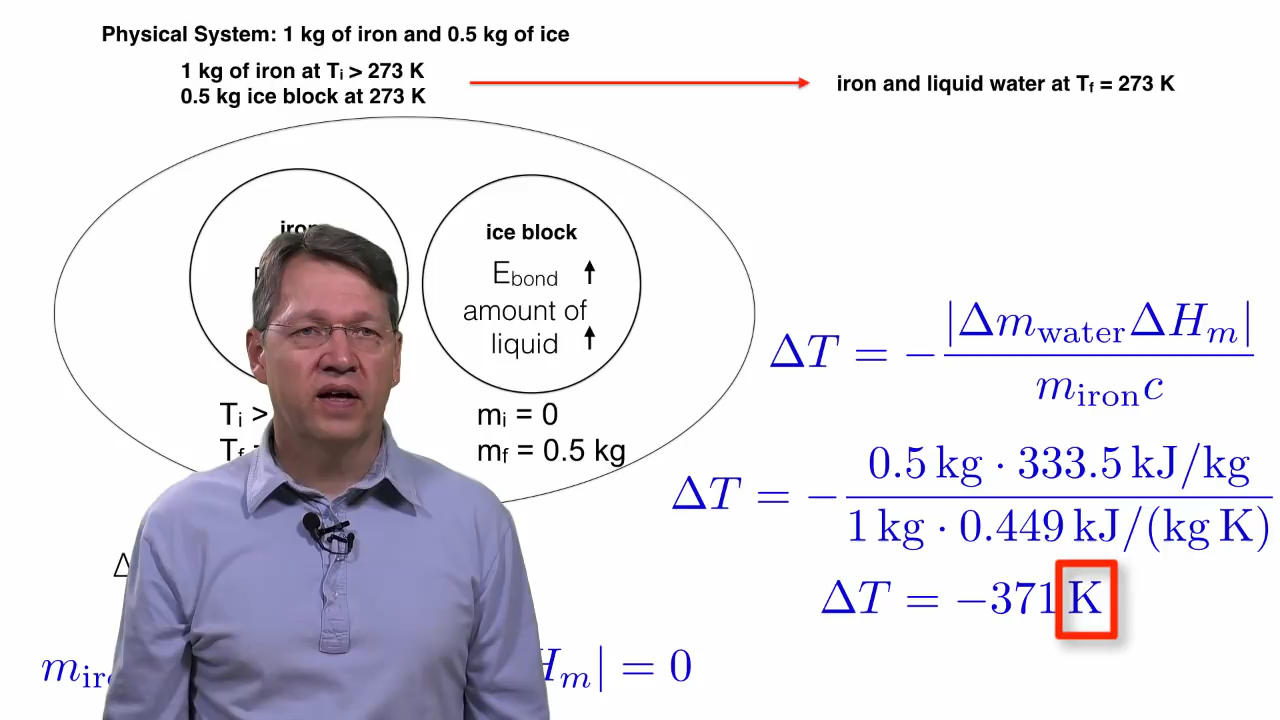 Physical System: 1 kg of iron and 0.5 kg of ice
1 kg of iron at Tᵢ > 273 K
0.5 kg ice block at 273 K
iron and liquid water at T_f = 273 K
ice block
E_bond ↑
amount of
liquid ↑
Tᵢ >
mᵢ = 0
m_f = 0.5 kg
ΔT = −|Δm_water ΔH_m| / m_iron c
ΔT = −0.5 kg · 333.5 kJ/kg / 1 kg · 0.449 kJ/(kg K)
ΔT = −371 K
H_m| = 0